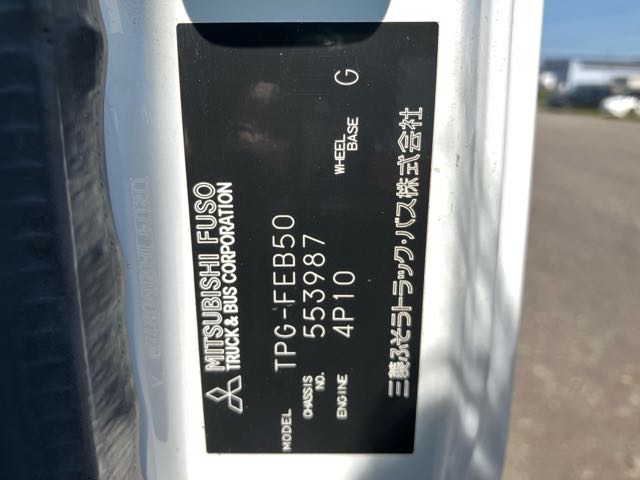 MITSUBISHI FUSO
TRUCK & BUS CORPORATION
MODEL TPG-FEB50
CHASSIS NO. 553987
ENGINE 4P10 WHEEL BASE G
三菱ふそうトラック・バス株式会社